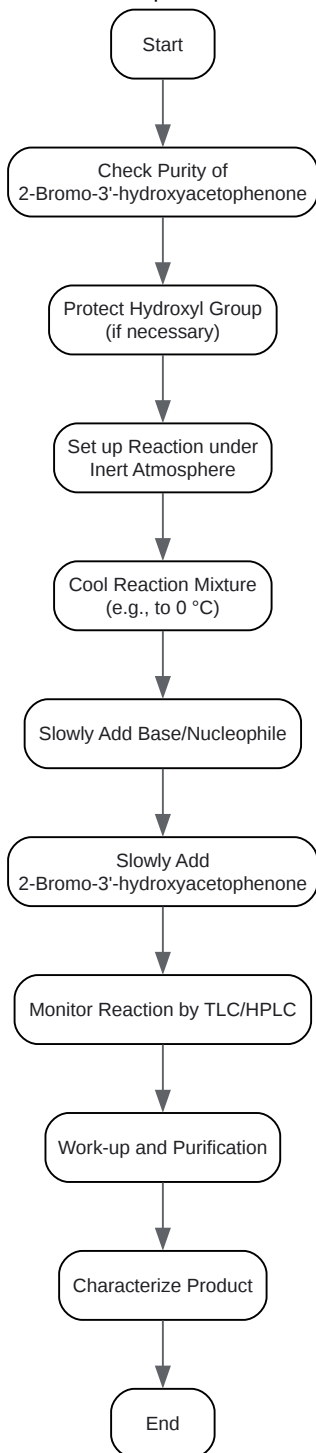 Start
Check Purity of
2-Bromo-3'-hydroxyacetophenone
Protect Hydroxyl Group
(if necessary)
Set up Reaction under
Inert Atmosphere
Cool Reaction Mixture
(e.g., to 0 °C)
Slowly Add Base/Nucleophile
Slowly Add
2-Bromo-3'-hydroxyacetophenone
Monitor Reaction by TLC/HPLC
Work-up and Purification
Characterize Product
End